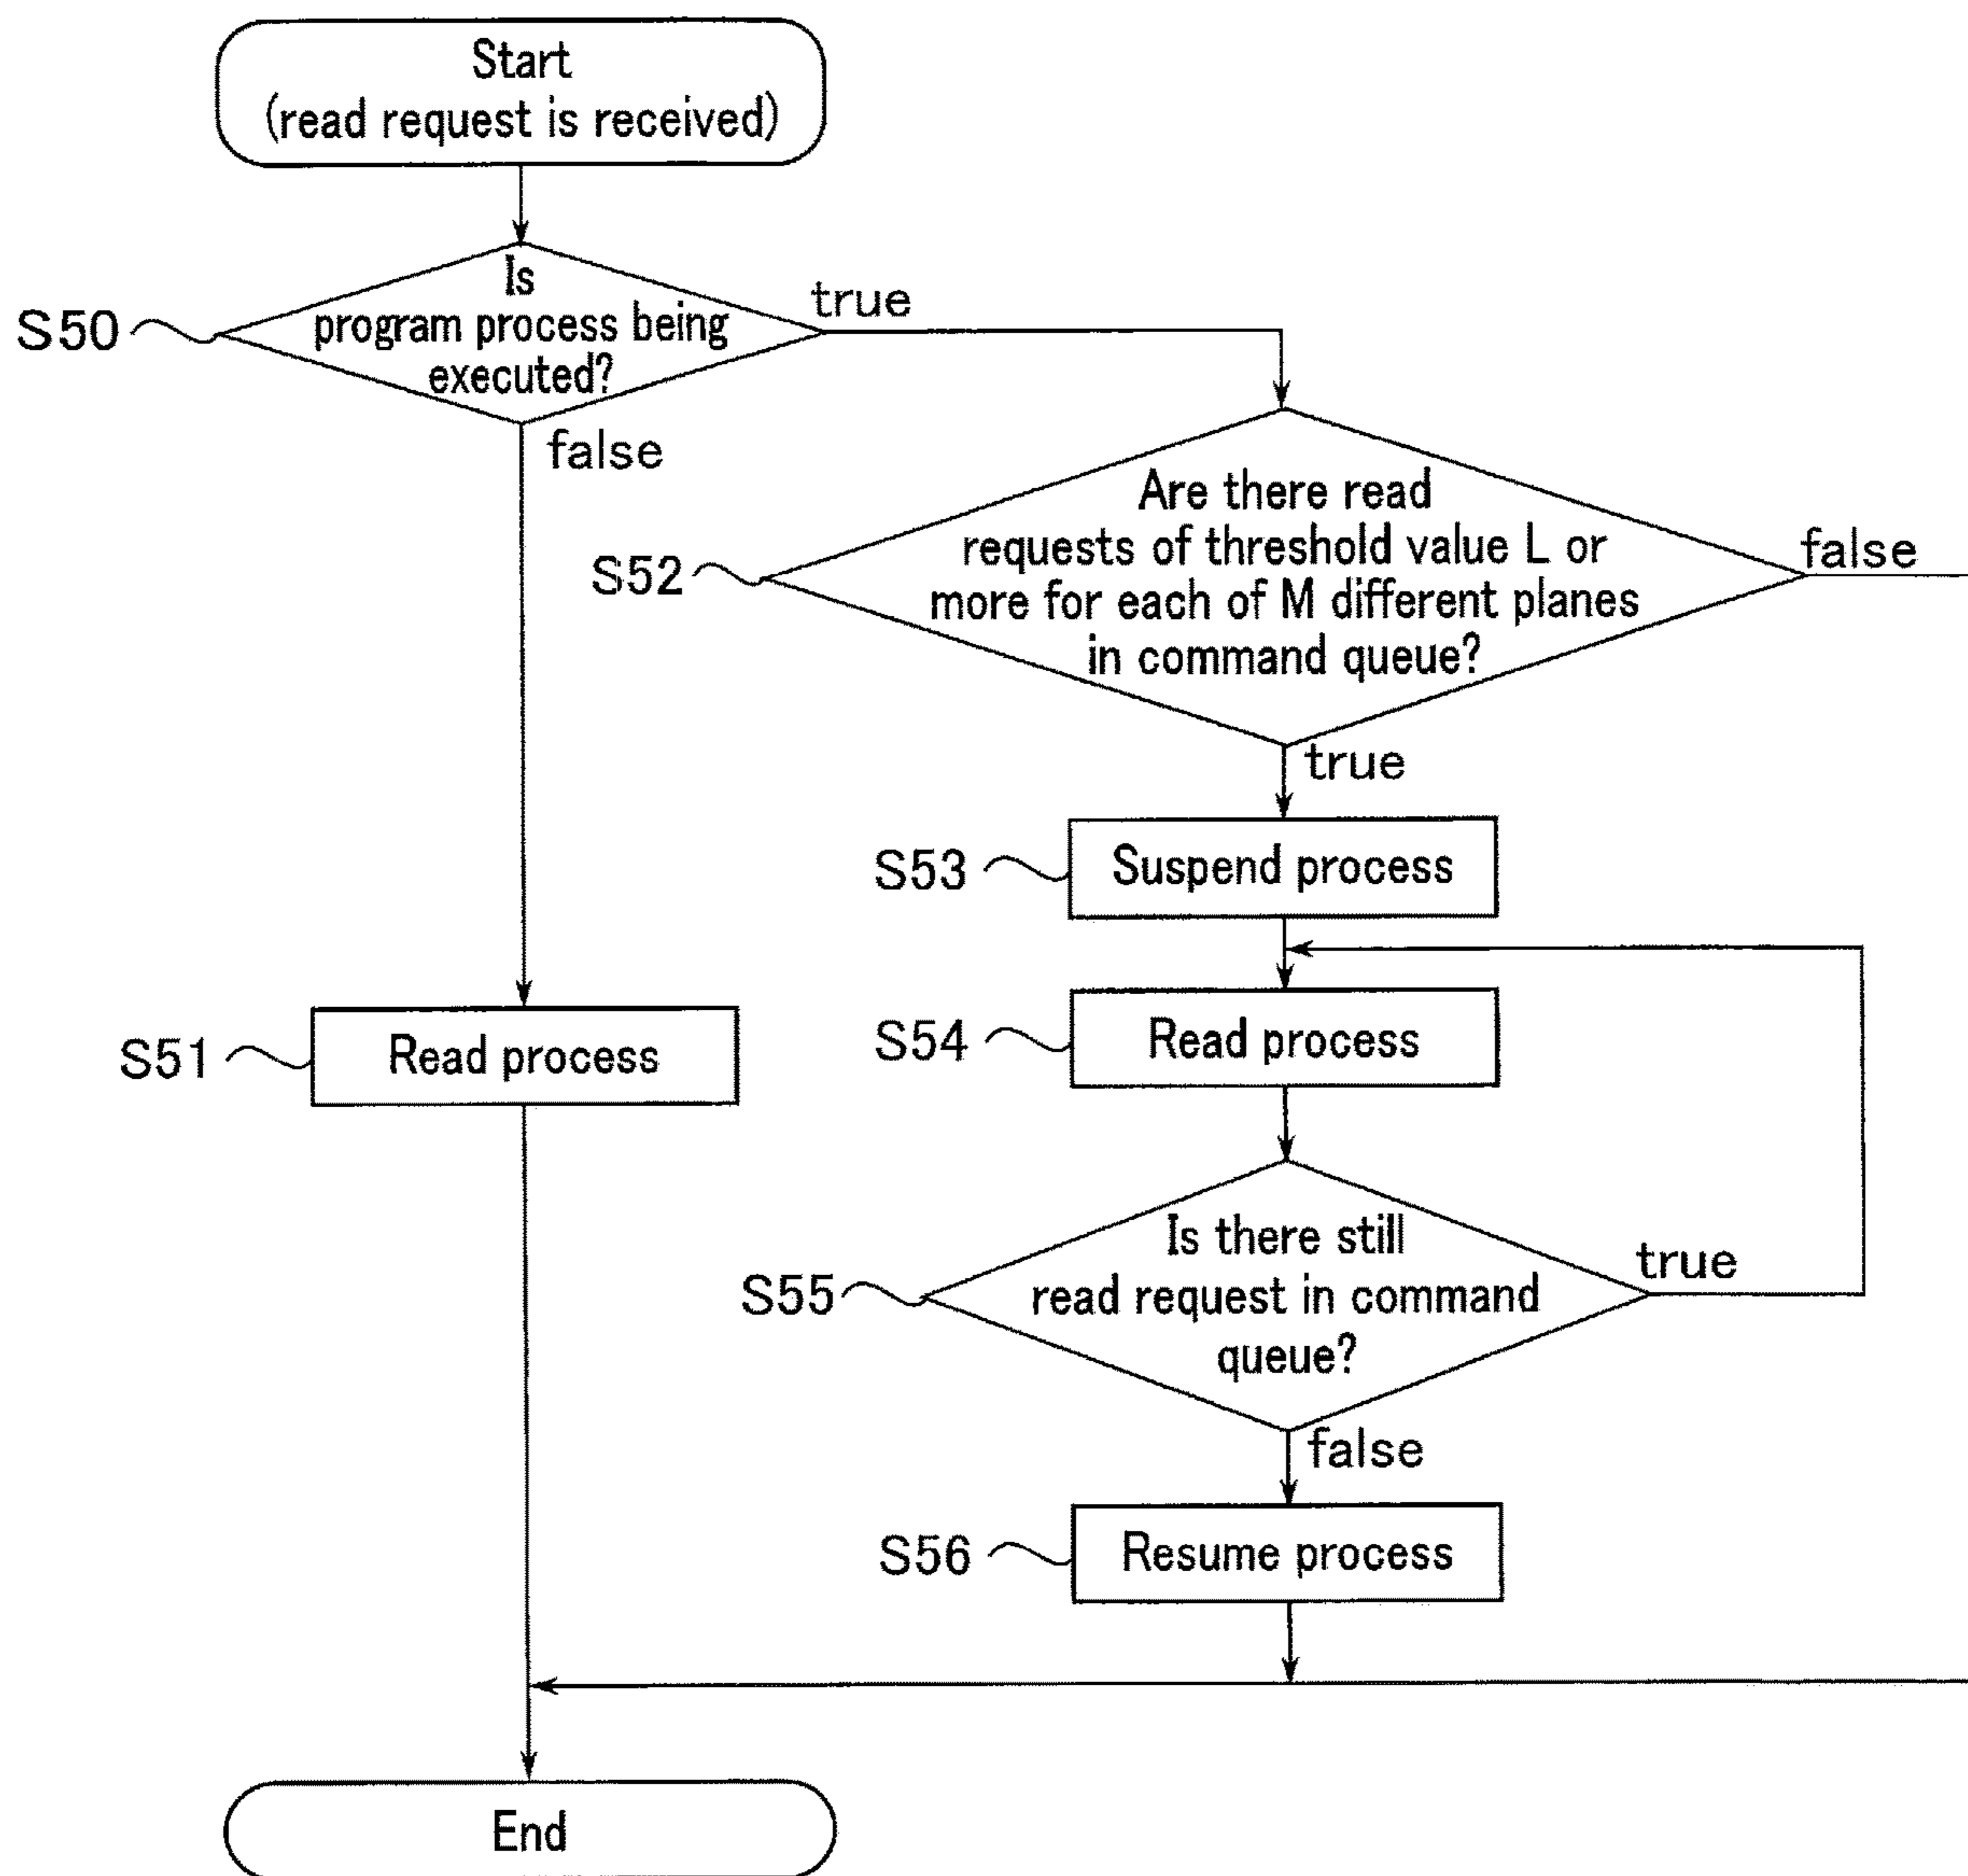 Start
(read request is received)
S50
Is
program process being
executed?
true
false
S52
Are there read
requests of threshold value L or
more for each of M different planes
in command queue?
false
true
S53
Suspend process
S54
Read process
S51
Read process
S55
Is there still
read request in command
queue?
true
false
S56
Resume process
End